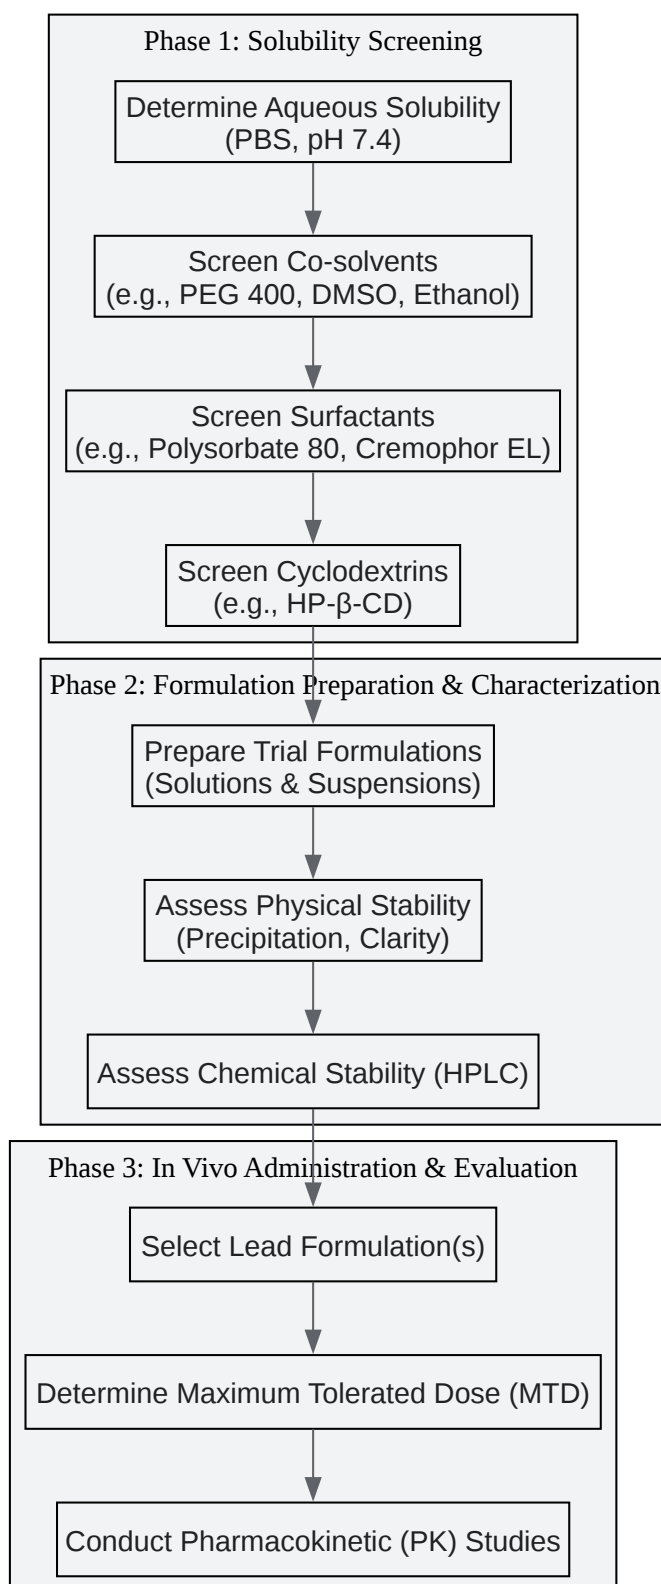 Phase 1: Solubility Screening
Determine Aqueous Solubility
(PBS, pH 7.4)
Screen Co-solvents
(e.g., PEG 400, DMSO, Ethanol)
Screen Surfactants
(e.g., Polysorbate 80, Cremophor EL)
Screen Cyclodextrins
(e.g., HP-β-CD)
Phase 2: Formulation Preparation & Characterization
Prepare Trial Formulations
(Solutions & Suspensions)
Assess Physical Stability
(Precipitation, Clarity)
Assess Chemical Stability (HPLC)
Phase 3: In Vivo Administration & Evaluation
Select Lead Formulation(s)
Determine Maximum Tolerated Dose (MTD)
Conduct Pharmacokinetic (PK) Studies